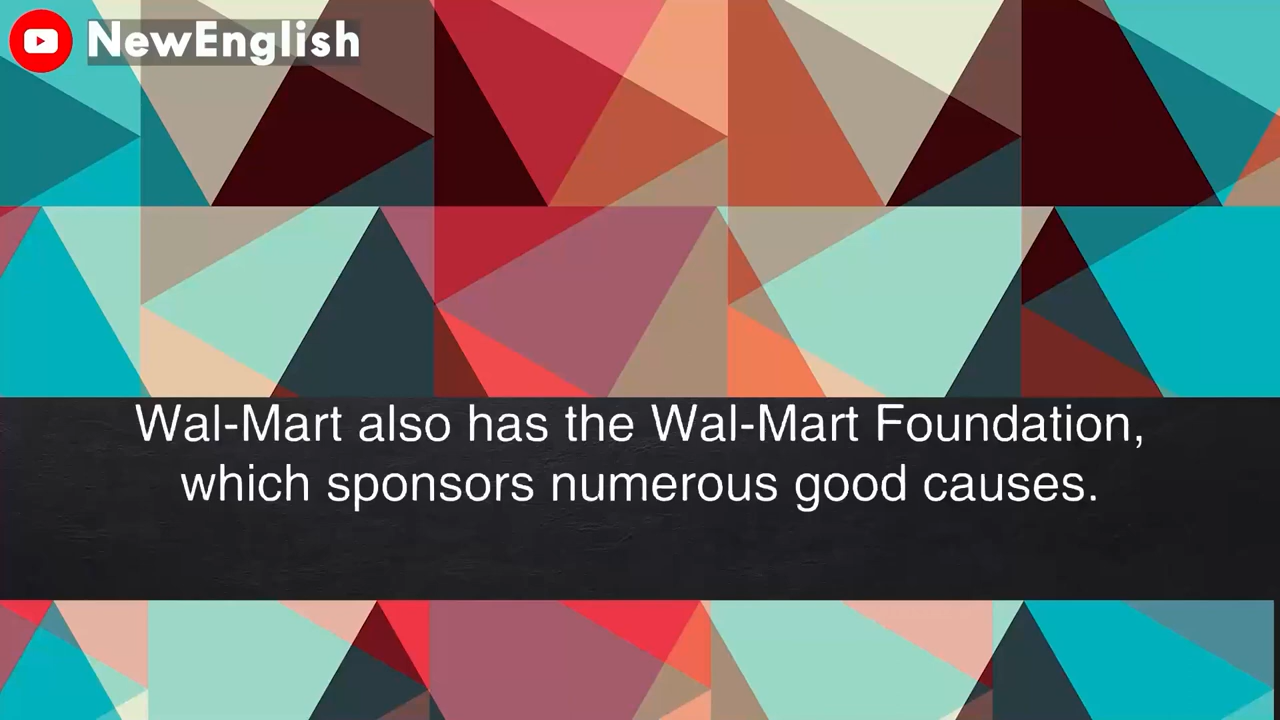 NewEnglish
Wal-Mart also has the Wal-Mart Foundation,
which sponsors numerous good causes.